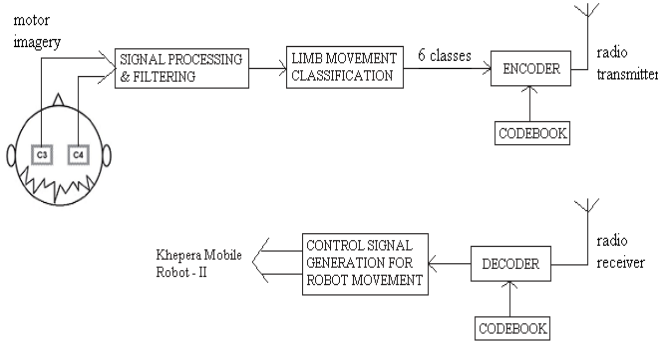 motor
imagery
SIGNAL PROCESSING
& FILTERING
LIMB MOVEMENT
CLASSIFICATION
6 classes
ENCODER
radio
transmitter
CODEBOOK
C3
C4
Khepera Mobile
Robot - II
CONTROL SIGNAL
GENERATION FOR
ROBOT MOVEMENT
DECODER
radio
receiver
CODEBOOK